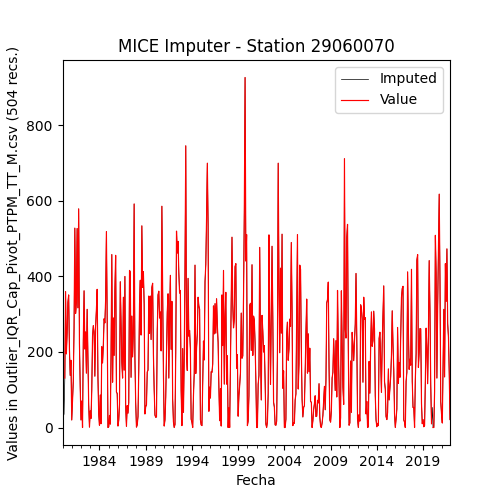 MICE Imputer - Station 29060070
Imputed
Value
Values in Outlier_IQR_Cap_Pivot_PTPM_TT_M.csv (504 recs.)
800
600
400
200
0
1984 1989 1994 1999 2004 2009 2014 2019
Fecha